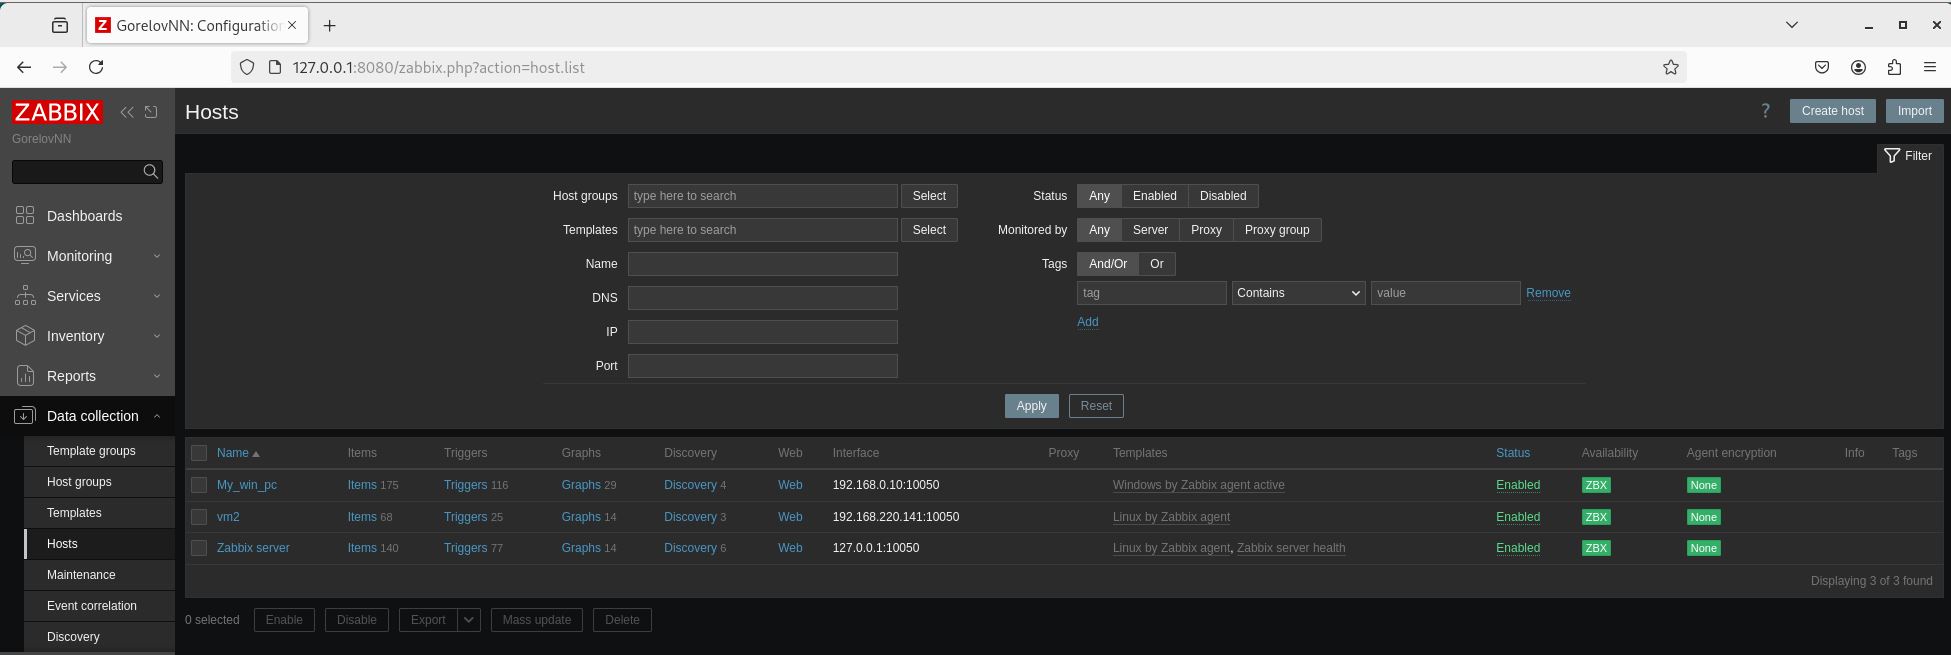 GorelovNN: Configuration
127.0.0.1:8080/zabbix.php?action=host.list
ZABBIX
GorelovNN
Dashboards
Monitoring
Services
Inventory
Reports
Data collection
Template groups
Host groups
Templates
Hosts
Maintenance
Event correlation
Discovery
Hosts
? Create host Import
Filter
Host groups type here to search Select
Templates type here to search Select
Name
DNS
IP
Port
Status Any Enabled Disabled
Monitored by Any Server Proxy Proxy group
Tags And/Or Or
tag Contains value Remove
Add
Apply Reset
Name Items Triggers Graphs Discovery Web Interface Proxy Templates Status Availability Agent encryption Info Tags
My_win_pc Items 175 Triggers 116 Graphs 29 Discovery 4 Web 192.168.0.10:10050 Windows by Zabbix agent active Enabled ZBX None
vm2 Items 68 Triggers 25 Graphs 14 Discovery 3 Web 192.168.220.141:10050 Linux by Zabbix agent Enabled ZBX None
Zabbix server Items 140 Triggers 77 Graphs 14 Discovery 6 Web 127.0.0.1:10050 Linux by Zabbix agent, Zabbix server health Enabled ZBX None
Displaying 3 of 3 found
0 selected Enable Disable Export Mass update Delete